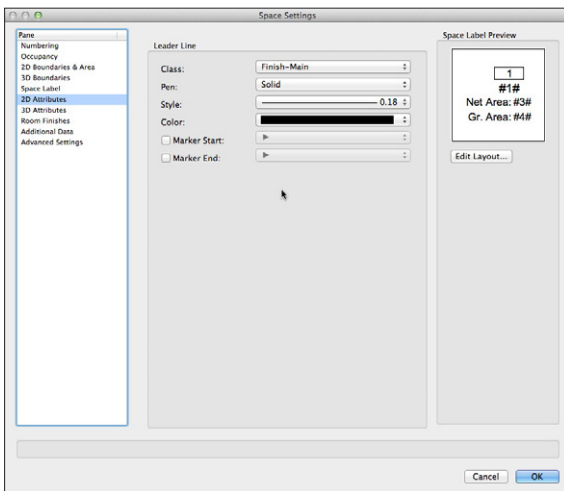 Space Settings
Pane
Numbering
Occupancy
2D Boundaries & Area
3D Boundaries
Space Label
2D Attributes
3D Attributes
Room Finishes
Additional Data
Advanced Settings
Leader Line
Class: Finish-Main
Pen: Solid
Style: 0.18
Color:
Marker Start:
Marker End:
Space Label Preview
1
#1#
Net Area: #3#
Gr. Area: #4#
Edit Layout...
Cancel OK